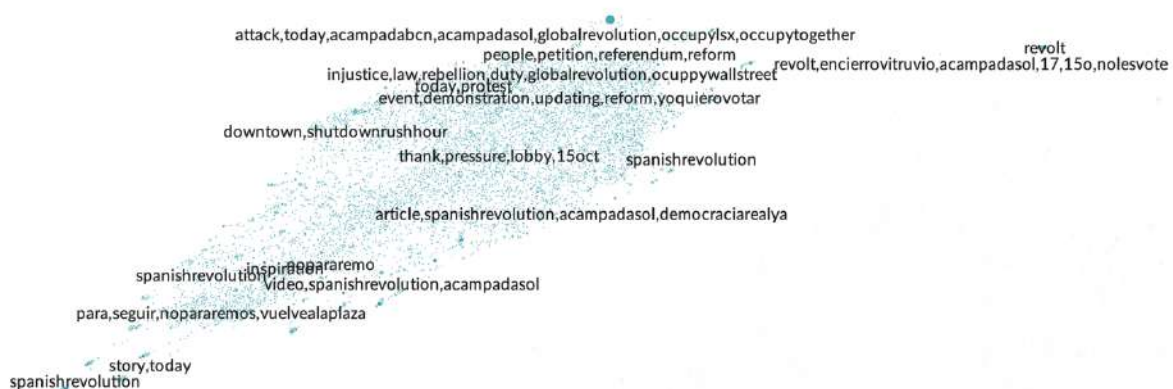 attack,today,acampadabcn,acampadasol,globalrevolution,occupylsx,occupytogether
revolt
people,petition,referendum,reform
revolt,encierrovitruvio,acampadasol,17,15o,nolesvote
injustice,law,rebellion,duty,globalrevolution,ocuppywallstreet
today,protest
event,demonstration,updating,reform,yoquierovotar
downtown,shutdownrushhour
thank,pressure,lobby,15oct
spanishrevolution
article,spanishrevolution,acampadasol,democraciarealya
nopararemo
inspiration
spanishrevolution
video,spanishrevolution,acampadasol
para,seguir,nopararemos,vuelvealaplaza
story,today
spanishrevolution